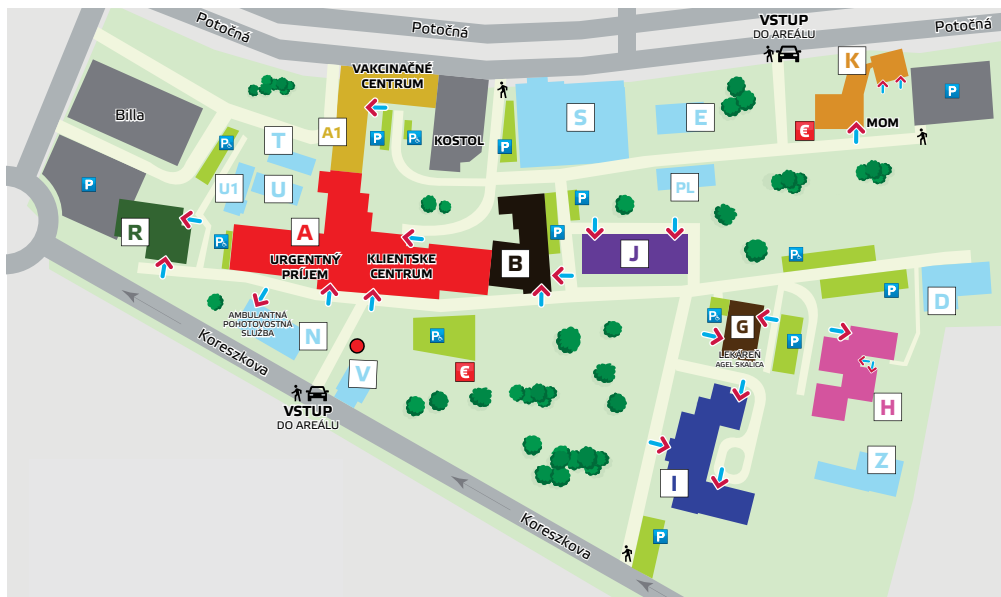 Potočná
Potočná
VSTUP
DO AREÁLU
Potočná
VAKCINAČNÉ
CENTRUM
K
P
Billa
A1
P
P
KOSTOL
P
S
E
€
MOM
T
P
P
U1
U
PL
R
P
A
URGENTNÝ
PRÍJEM
KLIENTSKE
CENTRUM
B
P
P
J
P
P
D
AMBULANTNÁ
POHOTOVOSTNÁ
SLUŽBA
N
P
P
G
P
LEKÁREŇ
AGEL SKALICA
Koreszkova
V
€
H
VSTUP
DO AREÁLU
Z
I
Koreszkova
P